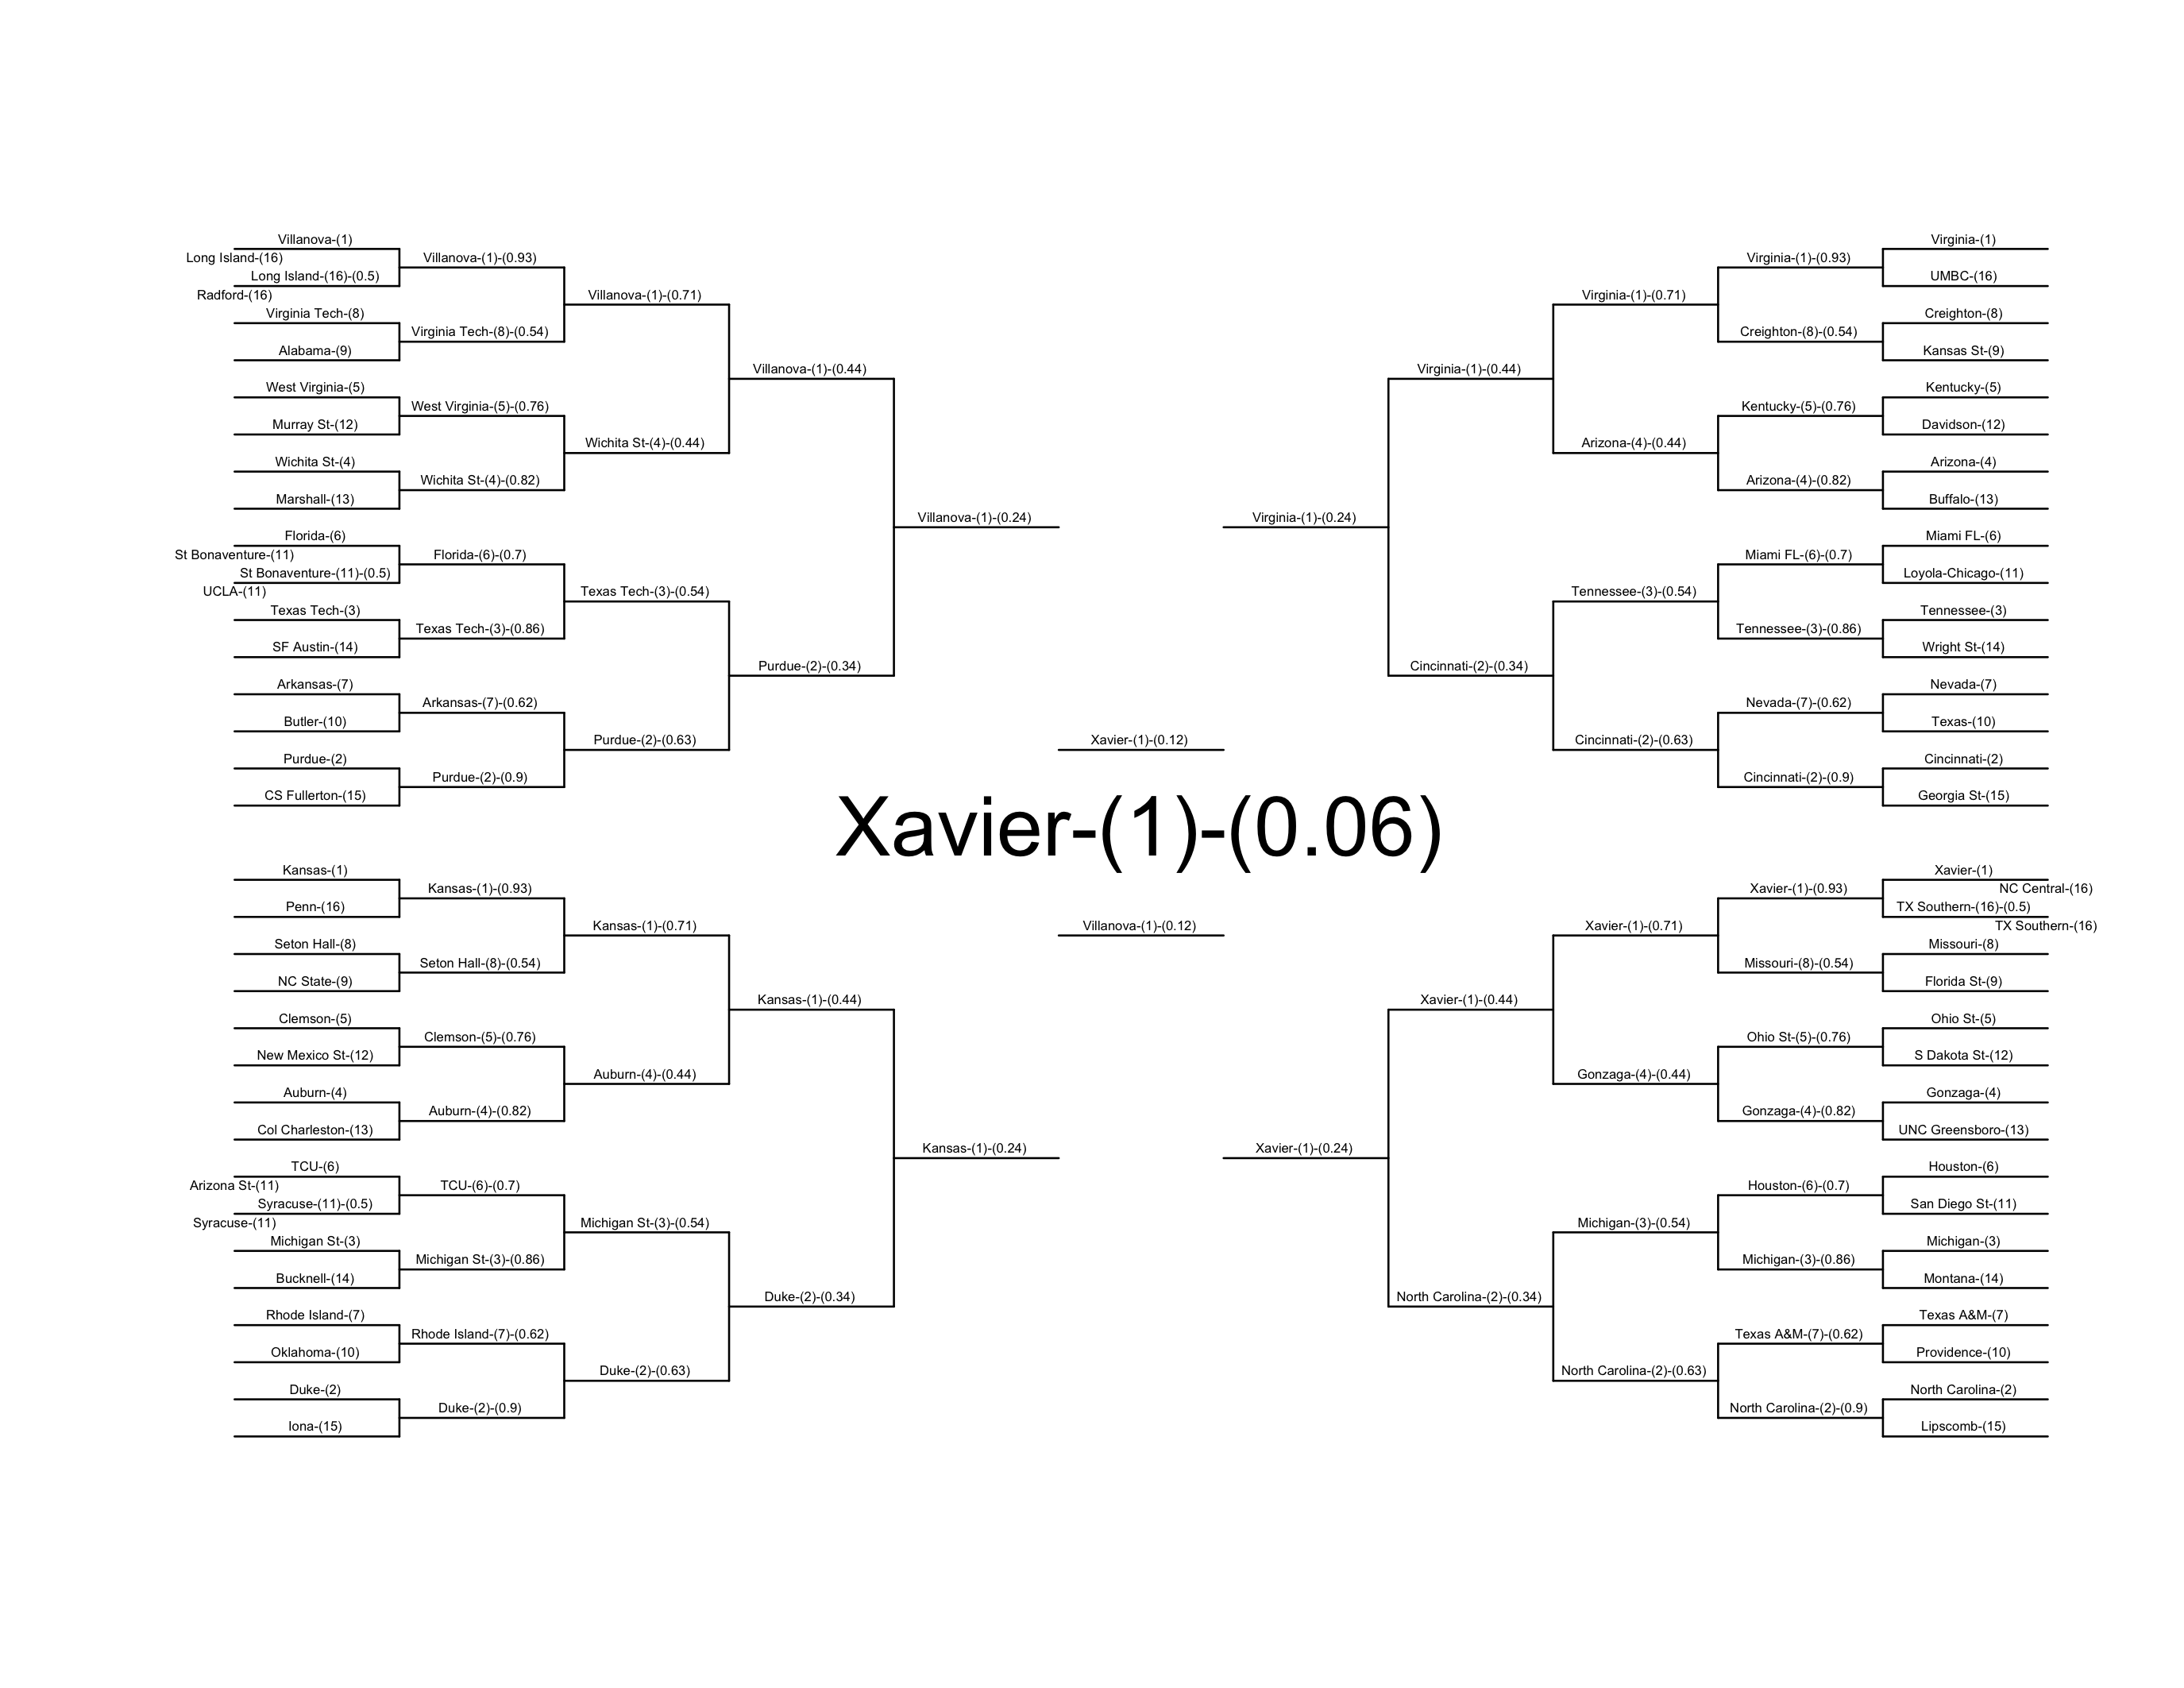 Villanova-(1)
Long Island-(16)
Long Island-(16)-(0.5)
Radford-(16)
Virginia Tech-(8)
Alabama-(9)
West Virginia-(5)
Murray St-(12)
Wichita St-(4)
Marshall-(13)
Florida-(6)
St Bonaventure-(11)
St Bonaventure-(11)-(0.5)
UCLA-(11)
Texas Tech-(3)
SF Austin-(14)
Arkansas-(7)
Butler-(10)
Purdue-(2)
CS Fullerton-(15)
Kansas-(1)
Penn-(16)
Seton Hall-(8)
NC State-(9)
Clemson-(5)
New Mexico St-(12)
Auburn-(4)
Col Charleston-(13)
TCU-(6)
Arizona St-(11)
Syracuse-(11)-(0.5)
Syracuse-(11)
Michigan St-(3)
Bucknell-(14)
Rhode Island-(7)
Oklahoma-(10)
Duke-(2)
Iona-(15)
Villanova-(1)-(0.93)
Virginia Tech-(8)-(0.54)
West Virginia-(5)-(0.76)
Wichita St-(4)-(0.82)
Florida-(6)-(0.7)
Texas Tech-(3)-(0.86)
Arkansas-(7)-(0.62)
Purdue-(2)-(0.9)
Kansas-(1)-(0.93)
Seton Hall-(8)-(0.54)
Clemson-(5)-(0.76)
Auburn-(4)-(0.82)
TCU-(6)-(0.7)
Michigan St-(3)-(0.86)
Rhode Island-(7)-(0.62)
Duke-(2)-(0.9)
Villanova-(1)-(0.71)
Wichita St-(4)-(0.44)
Texas Tech-(3)-(0.54)
Purdue-(2)-(0.63)
Kansas-(1)-(0.71)
Auburn-(4)-(0.44)
Michigan St-(3)-(0.54)
Duke-(2)-(0.63)
Villanova-(1)-(0.44)
Purdue-(2)-(0.34)
Kansas-(1)-(0.44)
Duke-(2)-(0.34)
Villanova-(1)-(0.24)
Kansas-(1)-(0.24)
Xavier-(1)-(0.12)
Xavier-(1)-(0.06)
Villanova-(1)-(0.12)
Virginia-(1)-(0.24)
Xavier-(1)-(0.24)
Virginia-(1)-(0.44)
Cincinnati-(2)-(0.34)
Xavier-(1)-(0.44)
North Carolina-(2)-(0.34)
Virginia-(1)-(0.71)
Arizona-(4)-(0.44)
Tennessee-(3)-(0.54)
Cincinnati-(2)-(0.63)
Xavier-(1)-(0.71)
Gonzaga-(4)-(0.44)
Michigan-(3)-(0.54)
North Carolina-(2)-(0.63)
Virginia-(1)-(0.93)
Creighton-(8)-(0.54)
Kentucky-(5)-(0.76)
Arizona-(4)-(0.82)
Miami FL-(6)-(0.7)
Tennessee-(3)-(0.86)
Nevada-(7)-(0.62)
Cincinnati-(2)-(0.9)
Xavier-(1)-(0.93)
Missouri-(8)-(0.54)
Ohio St-(5)-(0.76)
Gonzaga-(4)-(0.82)
Houston-(6)-(0.7)
Michigan-(3)-(0.86)
Texas A&M-(7)-(0.62)
North Carolina-(2)-(0.9)
Virginia-(1)
UMBC-(16)
Creighton-(8)
Kansas St-(9)
Kentucky-(5)
Davidson-(12)
Arizona-(4)
Buffalo-(13)
Miami FL-(6)
Loyola-Chicago-(11)
Tennessee-(3)
Wright St-(14)
Nevada-(7)
Texas-(10)
Cincinnati-(2)
Georgia St-(15)
Xavier-(1)
NC Central-(16)
TX Southern-(16)-(0.5)
TX Southern-(16)
Missouri-(8)
Florida St-(9)
Ohio St-(5)
S Dakota St-(12)
Gonzaga-(4)
UNC Greensboro-(13)
Houston-(6)
San Diego St-(11)
Michigan-(3)
Montana-(14)
Texas A&M-(7)
Providence-(10)
North Carolina-(2)
Lipscomb-(15)